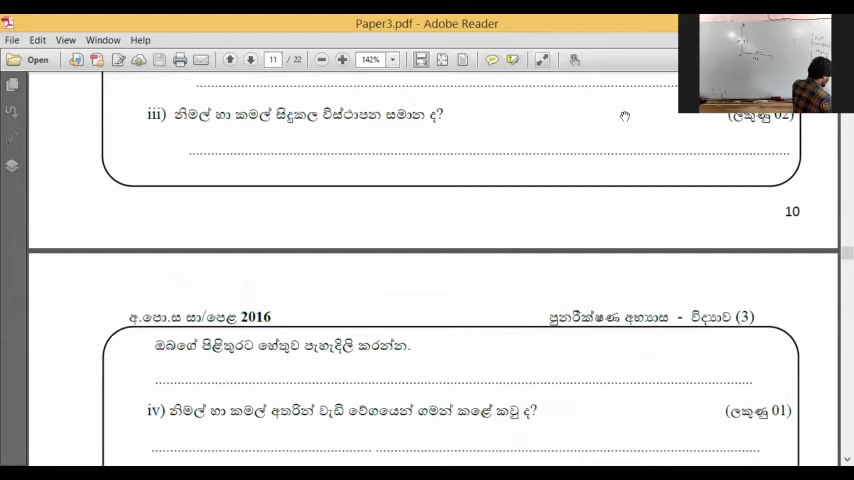 Paper3.pdf - Adobe Reader
File Edit View Window Help
Open 11 / 22 142%
iii) නිමල් හා කමල් සිදුකල විස්ථාපන සමාන ද? (ලකුණු 02)
10
අ.පො.ස සා/පෙළ 2016 පුනරීක්ෂණ අභ්‍යාස - විද්‍යාව (3)
ඔබගේ පිළිතුරට හේතුව පැහැදිලි කරන්න.
iv) නිමල් හා කමල් අතරින් වැඩි වේගයෙන් ගමන් කළේ කවු ද? (ලකුණු 01)